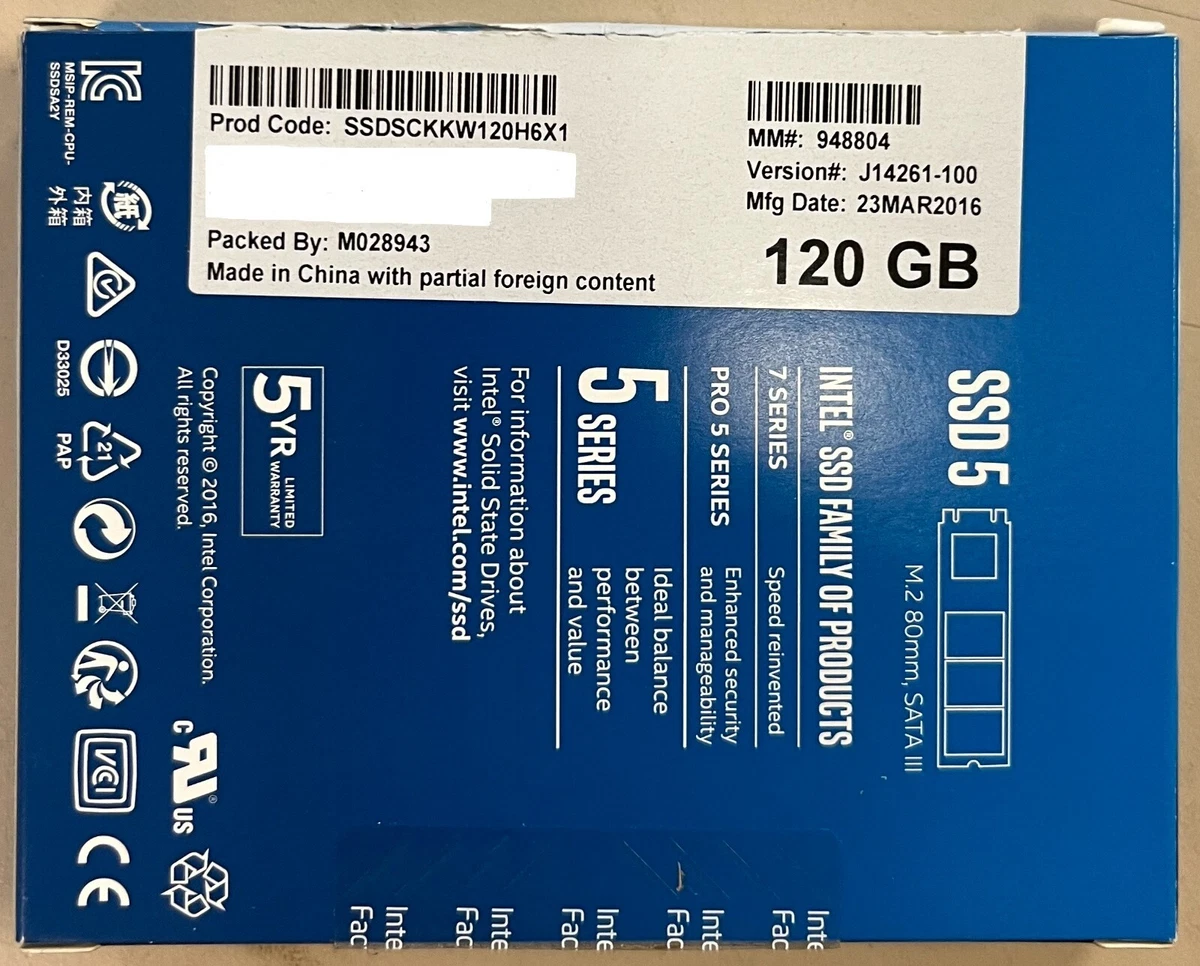 Prod Code: SSDSCKKW120H6X1
Packed By: M028943
Made in China with partial foreign content
MM#: 948804
Version#: J14261-100
Mfg Date: 23MAR2016
120 GB
SSD 5
M.2 80mm, SATA III
INTEL® SSD FAMILY OF PRODUCTS
7 SERIES
Speed reinvented
PRO 5 SERIES
Enhanced security
and manageability
5 SERIES
Ideal balance
between
performance
and value
For information about
Intel® Solid State Drives,
visit www.intel.com/ssd
5YR LIMITED
WARRANTY
Copyright © 2016, Intel Corporation.
All rights reserved.
MSIP-REM-CPU-
SSDSA2Y
紙
内箱
外箱
D33025
21
PAP
VCI
C UL ® US
CE